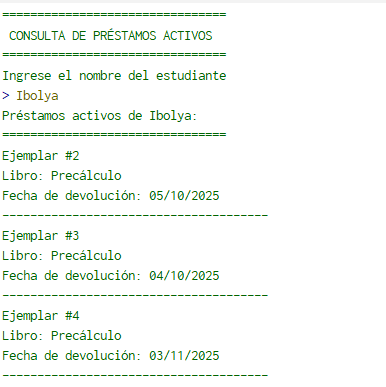 ================================
CONSULTA DE PRÉSTAMOS ACTIVOS
================================
Ingrese el nombre del estudiante
> Ibolya
Préstamos activos de Ibolya:
================================
Ejemplar #2
Libro: Precálculo
Fecha de devolución: 05/10/2025
--------------------------------------
Ejemplar #3
Libro: Precálculo
Fecha de devolución: 04/10/2025
--------------------------------------
Ejemplar #4
Libro: Precálculo
Fecha de devolución: 03/11/2025
--------------------------------------